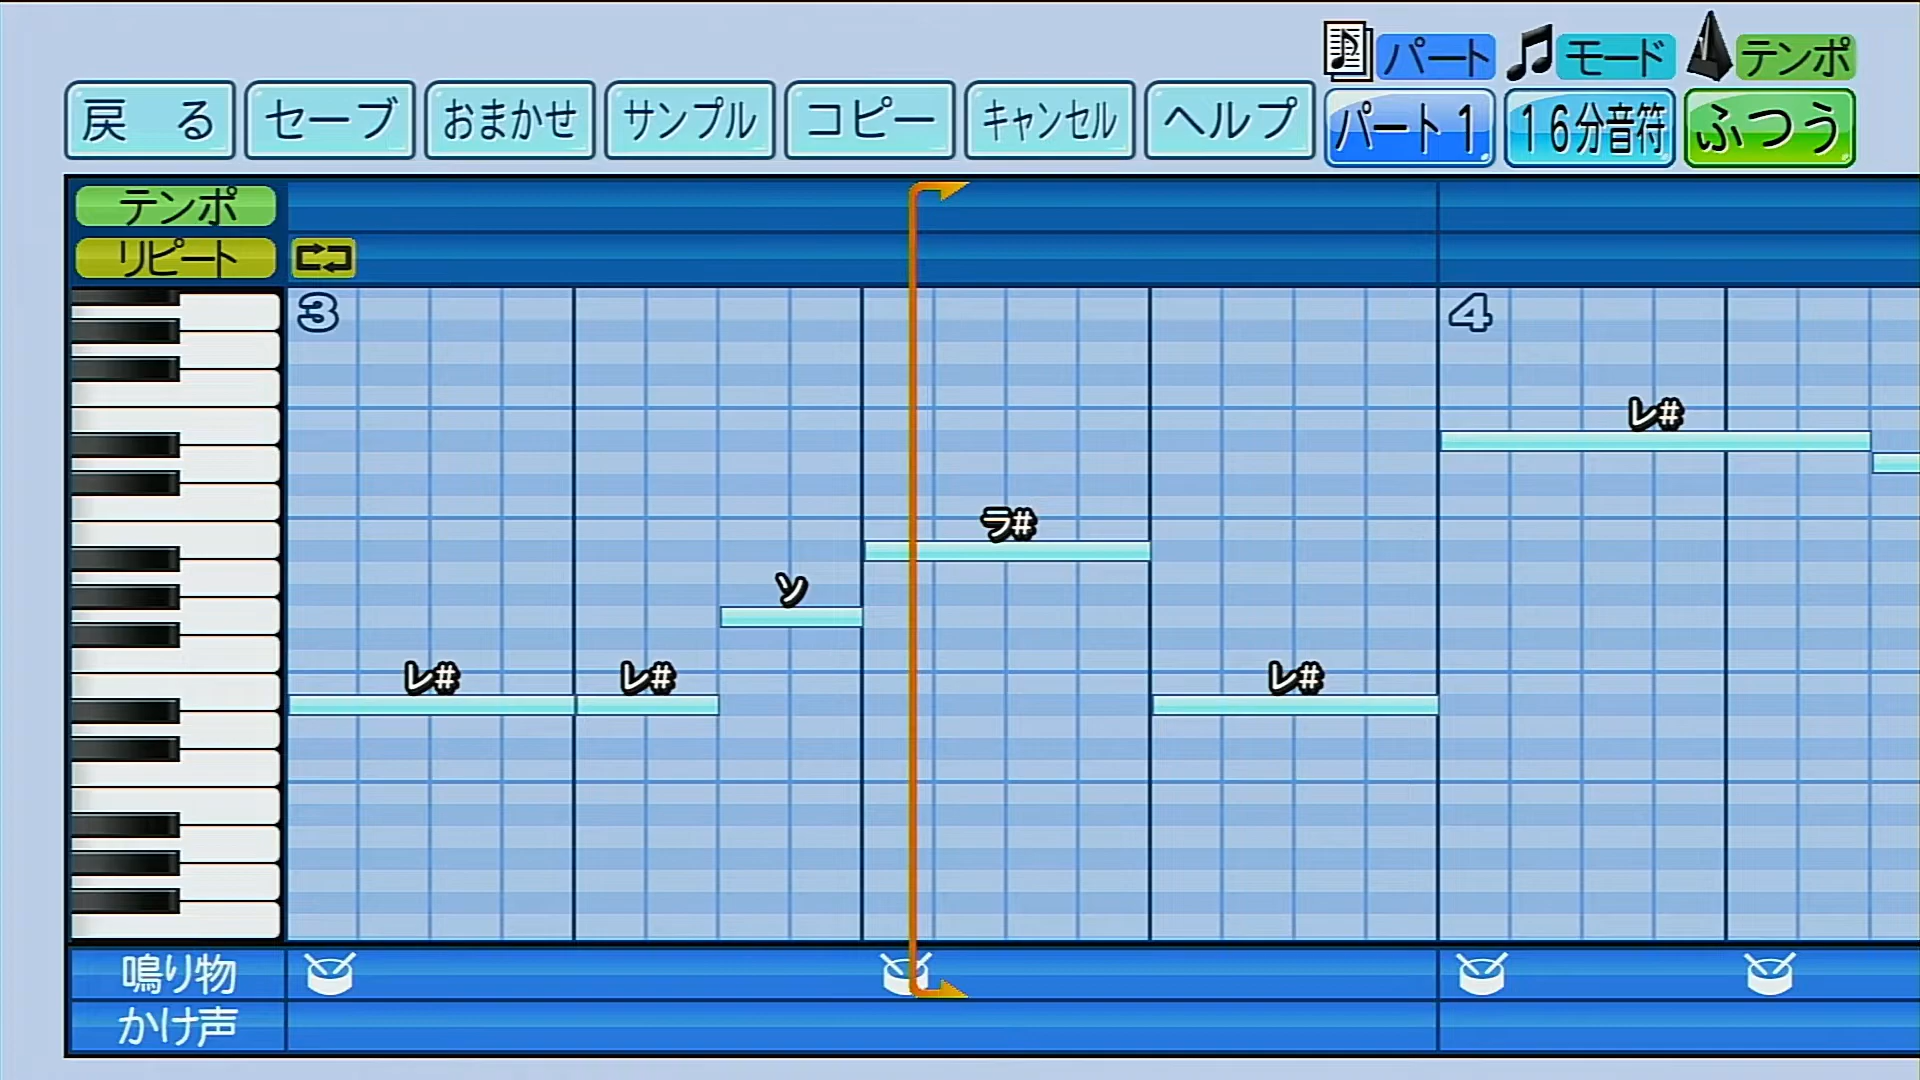 パート モード テンポ
戻 る セーブ おまかせ サンプル コピー キャンセル ヘルプ パート1 16分音符 ふつう
テンポ
リピート
3 4
レ#
ラ#
ソ
レ# レ# レ#
鳴り物
かけ声